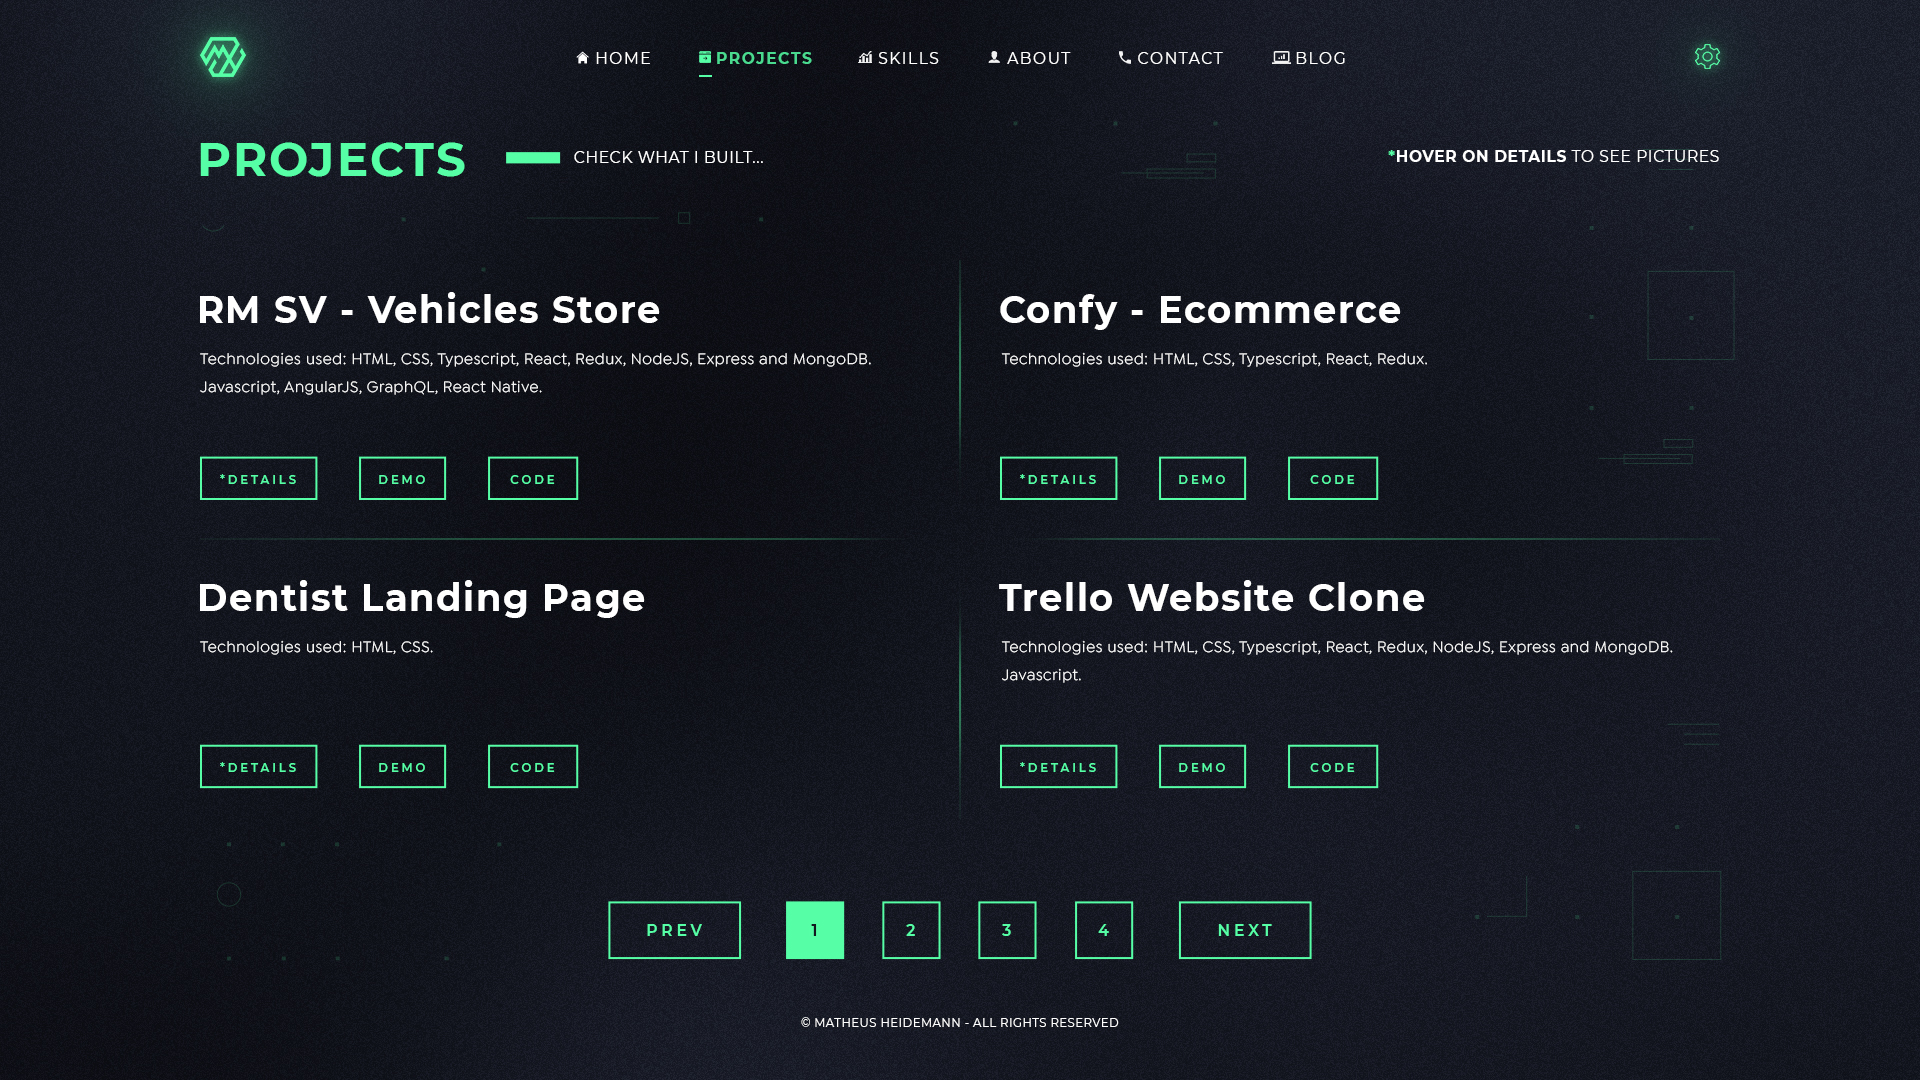 HOME PROJECTS SKILLS ABOUT CONTACT BLOG
PROJECTS
CHECK WHAT I BUILT...
*HOVER ON DETAILS TO SEE PICTURES
RM SV - Vehicles Store
Technologies used: HTML, CSS, Typescript, React, Redux, NodeJS, Express and MongoDB.
Javascript, AngularJS, GraphQL, React Native.
*DETAILS DEMO CODE
Confy - Ecommerce
Technologies used: HTML, CSS, Typescript, React, Redux.
*DETAILS DEMO CODE
Dentist Landing Page
Technologies used: HTML, CSS.
*DETAILS DEMO CODE
Trello Website Clone
Technologies used: HTML, CSS, Typescript, React, Redux, NodeJS, Express and MongoDB.
Javascript.
*DETAILS DEMO CODE
PREV 1 2 3 4 NEXT
© MATHEUS HEIDEMANN - ALL RIGHTS RESERVED